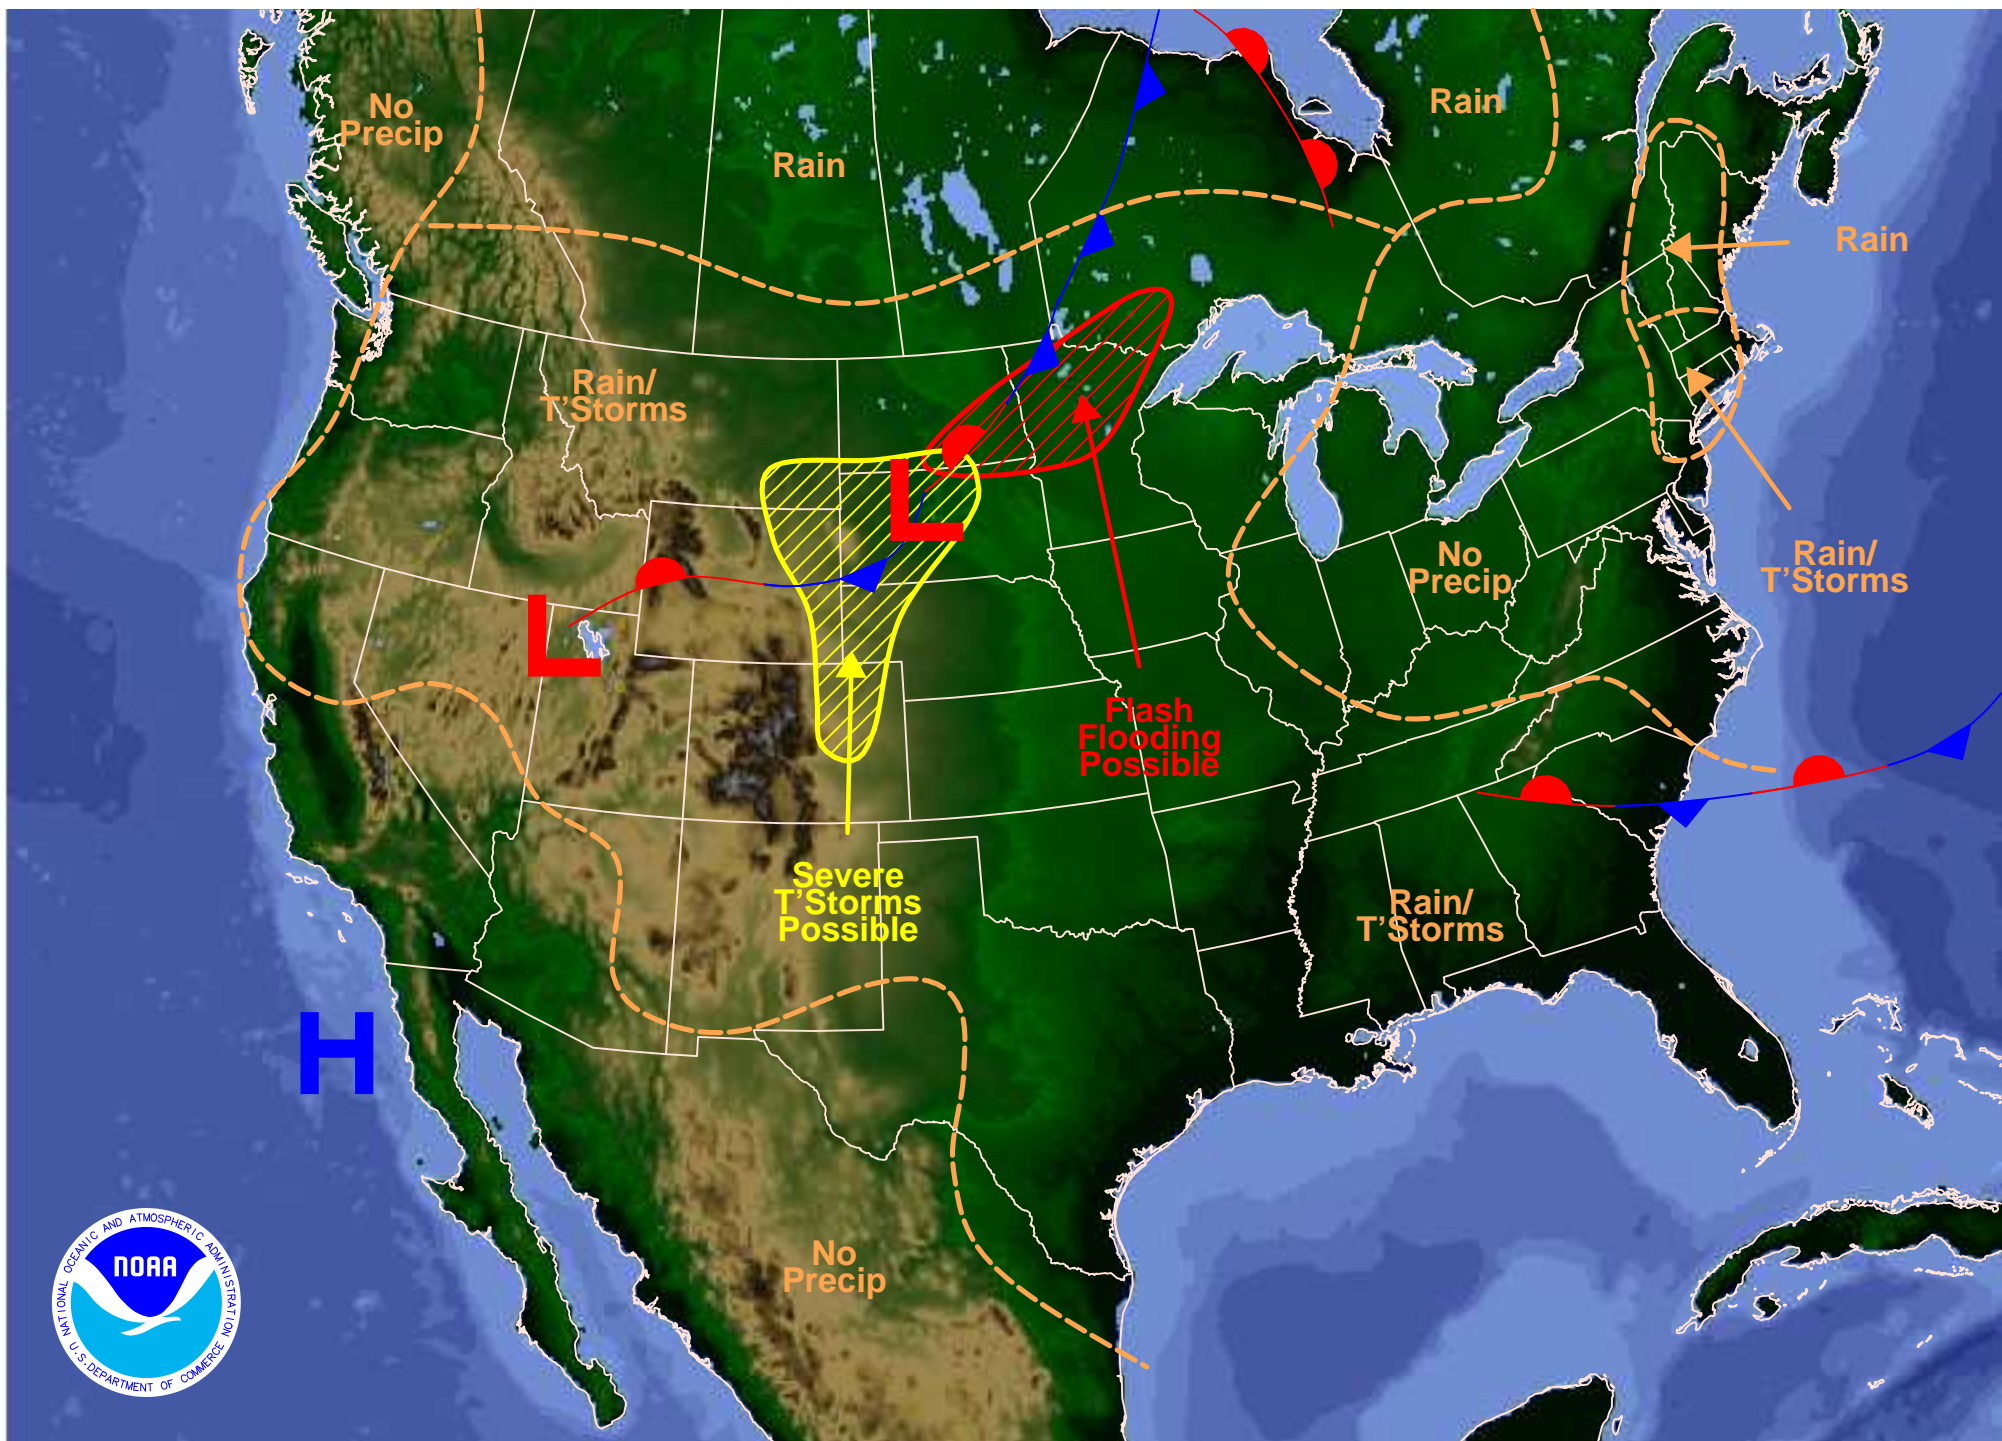 No
Precip
Rain
Rain
Rain
Rain/
T'Storms
No
Precip
Rain/
T'Storms
L
L
Flash
Flooding
Possible
Severe
T'Storms
Possible
Rain/
T'Storms
H
No
Precip
NATIONAL OCEANIC AND ATMOSPHERIC ADMINISTRATION
NOAA
U.S. DEPARTMENT OF COMMERCE